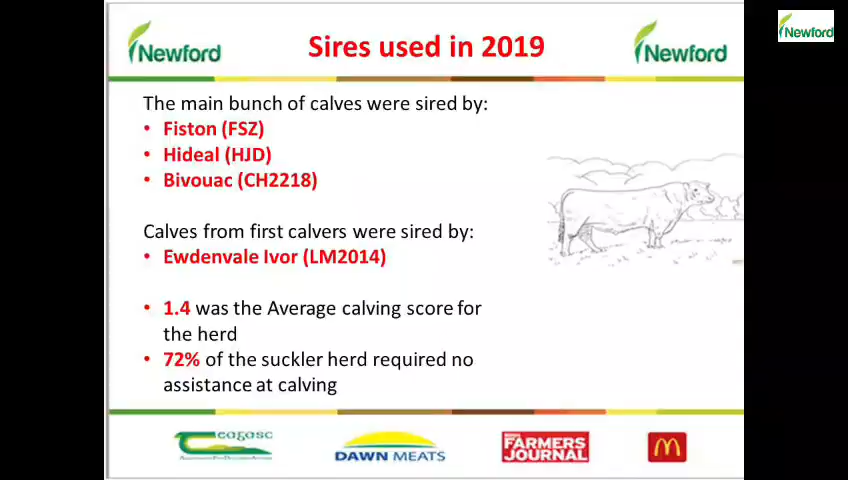 Newford
Sires used in 2019
Newford
Newford
The main bunch of calves were sired by:
• Fiston (FSZ)
• Hideal (HJD)
• Bivouac (CH2218)
Calves from first calvers were sired by:
• Ewdenvale Ivor (LM2014)
• 1.4 was the Average calving score for
the herd
• 72% of the suckler herd required no
assistance at calving
Teagasc
DAWN MEATS
FARMERS
JOURNAL